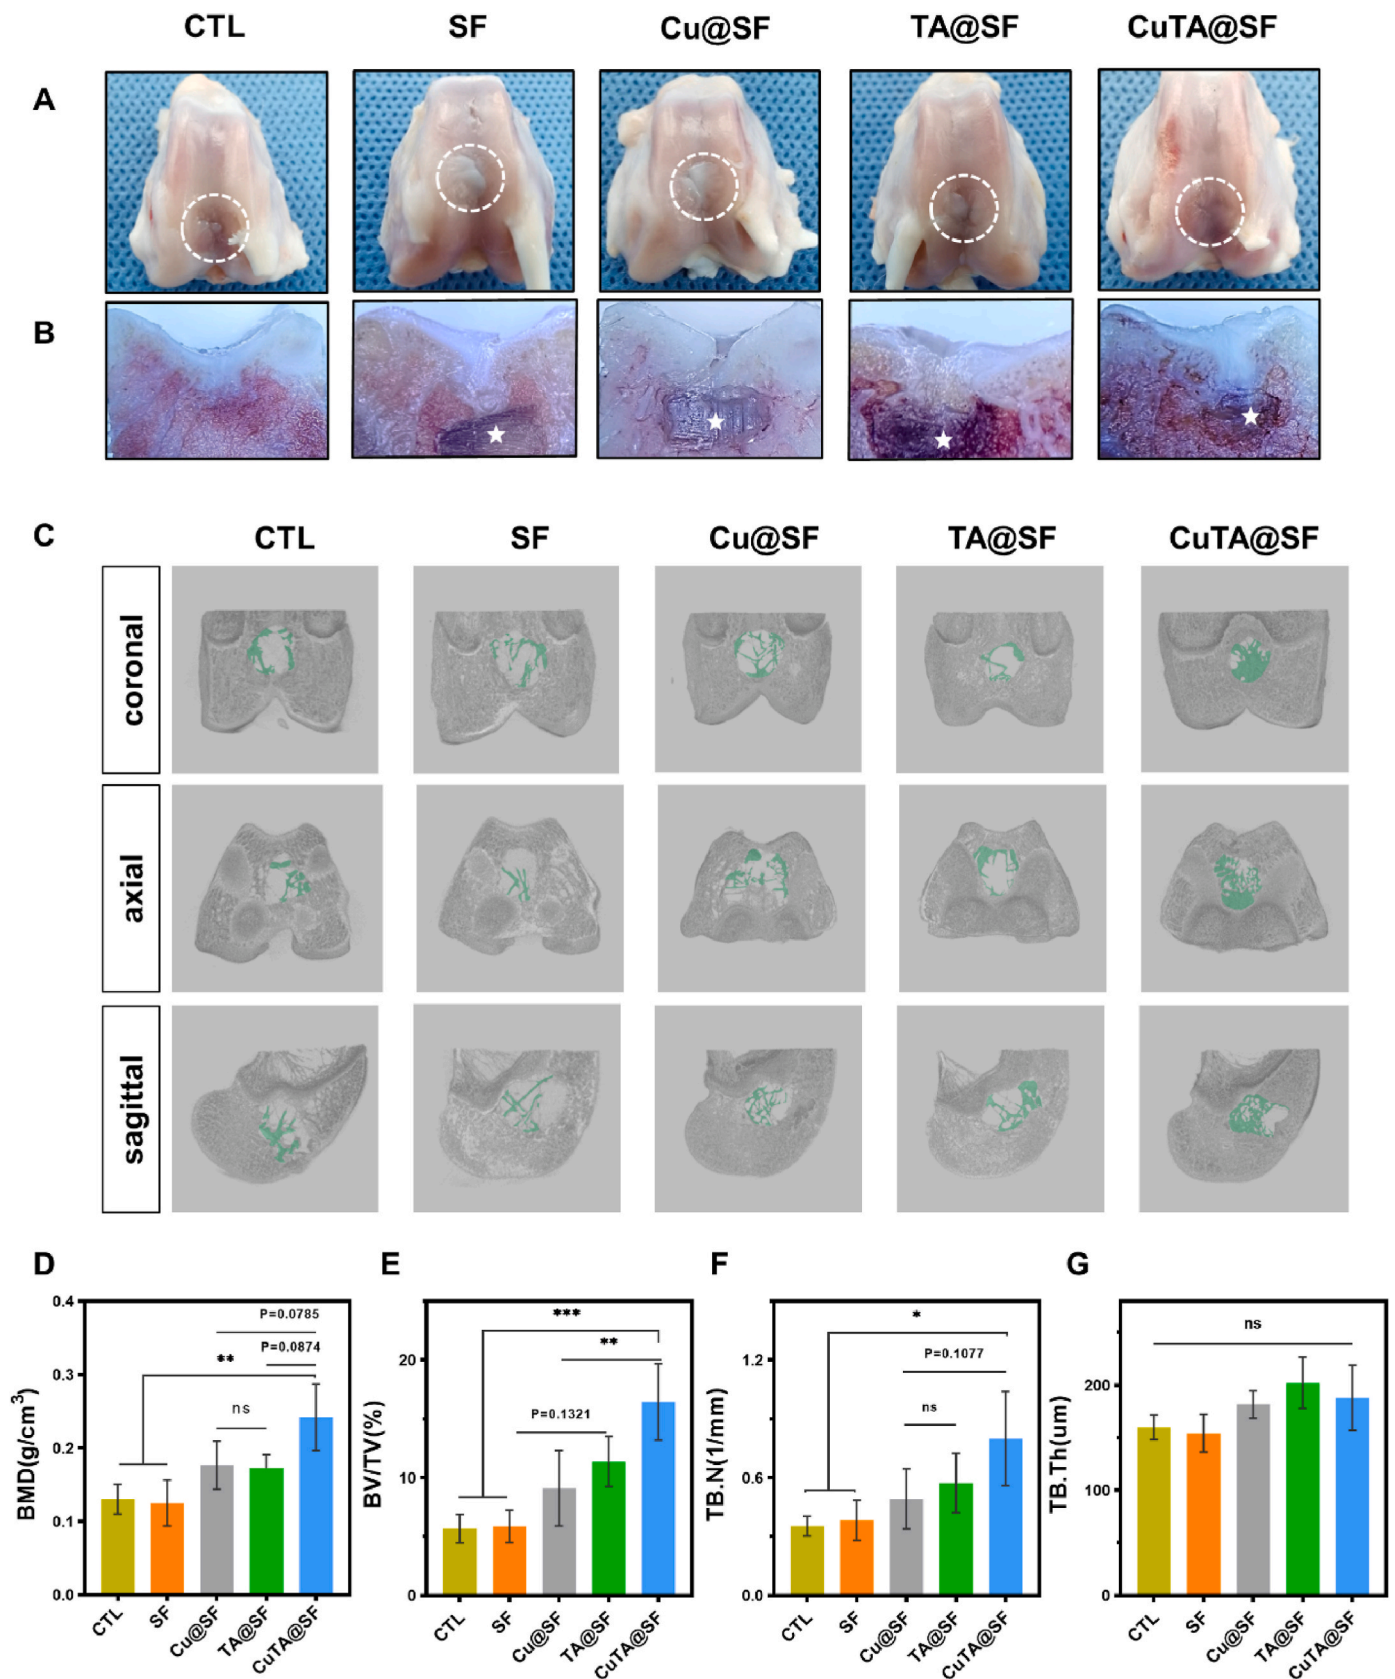 CTL SF Cu@SF TA@SF CuTA@SF
A
B
C
CTL SF Cu@SF TA@SF CuTA@SF
coronal
axial
sagittal
D
BMD(g/cm³)
0.4
0.3
0.2
0.1
0.0
P=0.0785
P=0.0874
**
ns
CTL SF Cu@SF TA@SF CuTA@SF
E
BV/TV(%)
20
10
0
***
**
P=0.1321
CTL SF Cu@SF TA@SF CuTA@SF
F
TB.N(1/mm)
1.2
0.6
0.0
*
P=0.1077
ns
CTL SF Cu@SF TA@SF CuTA@SF
G
TB.Th(um)
200
100
0
ns
CTL SF Cu@SF TA@SF CuTA@SF